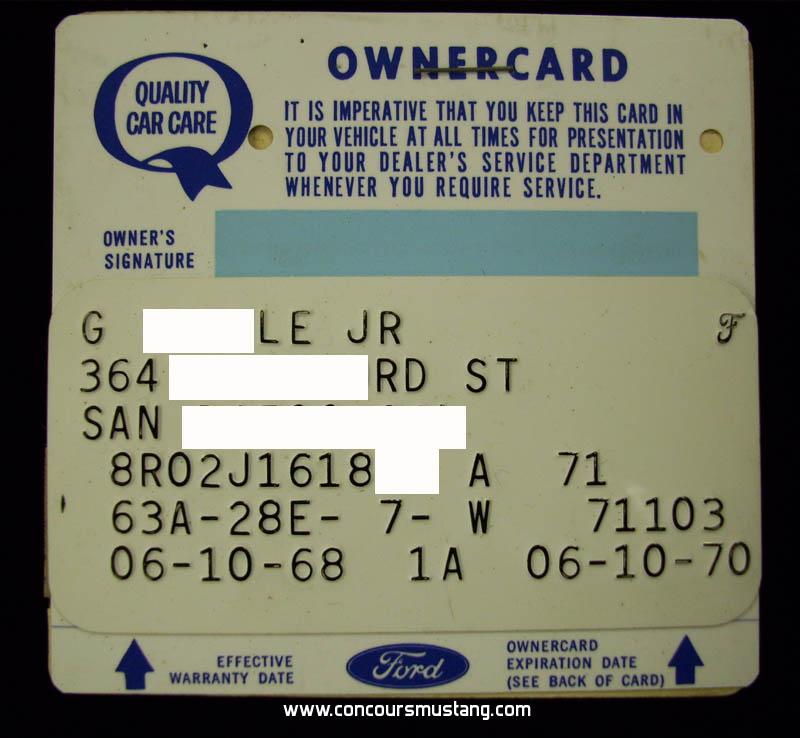 OWNERCARD
QUALITY
CAR CARE
IT IS IMPERATIVE THAT YOU KEEP THIS CARD IN
YOUR VEHICLE AT ALL TIMES FOR PRESENTATION
TO YOUR DEALER'S SERVICE DEPARTMENT
WHENEVER YOU REQUIRE SERVICE.
OWNER'S
SIGNATURE
G LE JR F
364 RD ST
SAN
8R02J1618 A 71
63A-28E- 7- W 71103
06-10-68 1A 06-10-70
EFFECTIVE
WARRANTY DATE
Ford
OWNERCARD
EXPIRATION DATE
(SEE BACK OF CARD)
www.concoursmustang.com